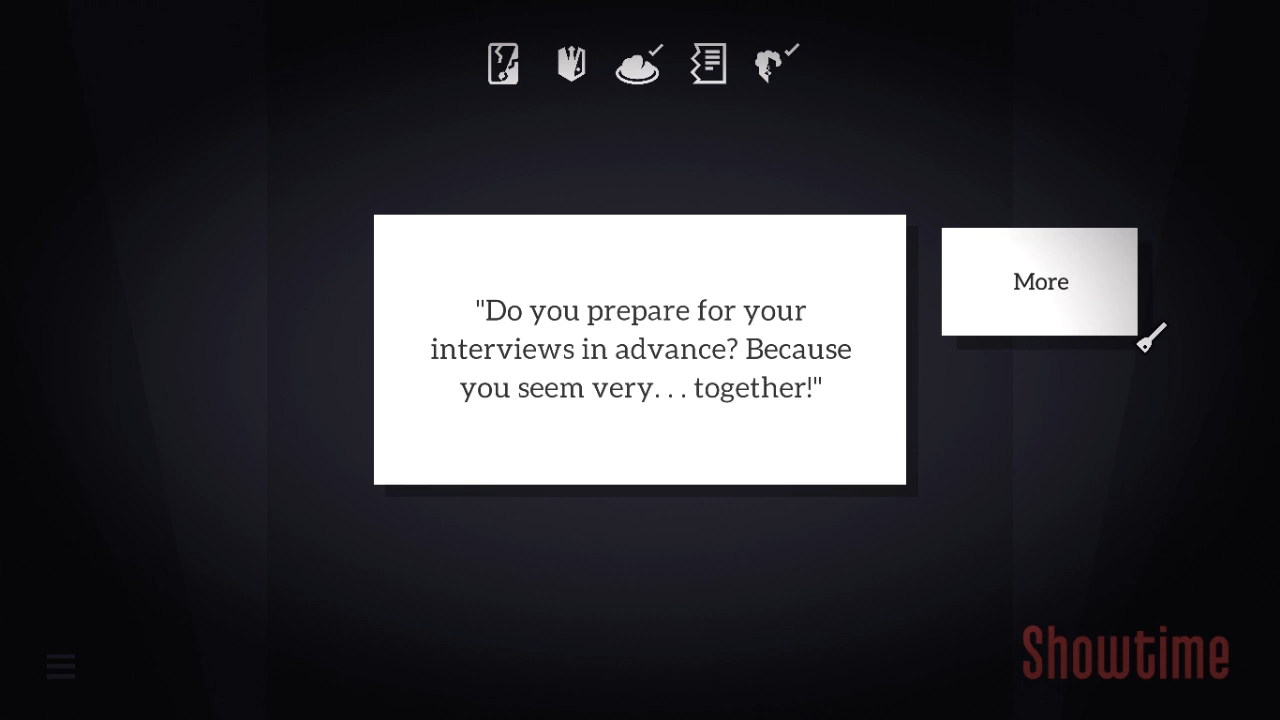 "Do you prepare for your
interviews in advance? Because
you seem very. . . together!"
More
Showtime